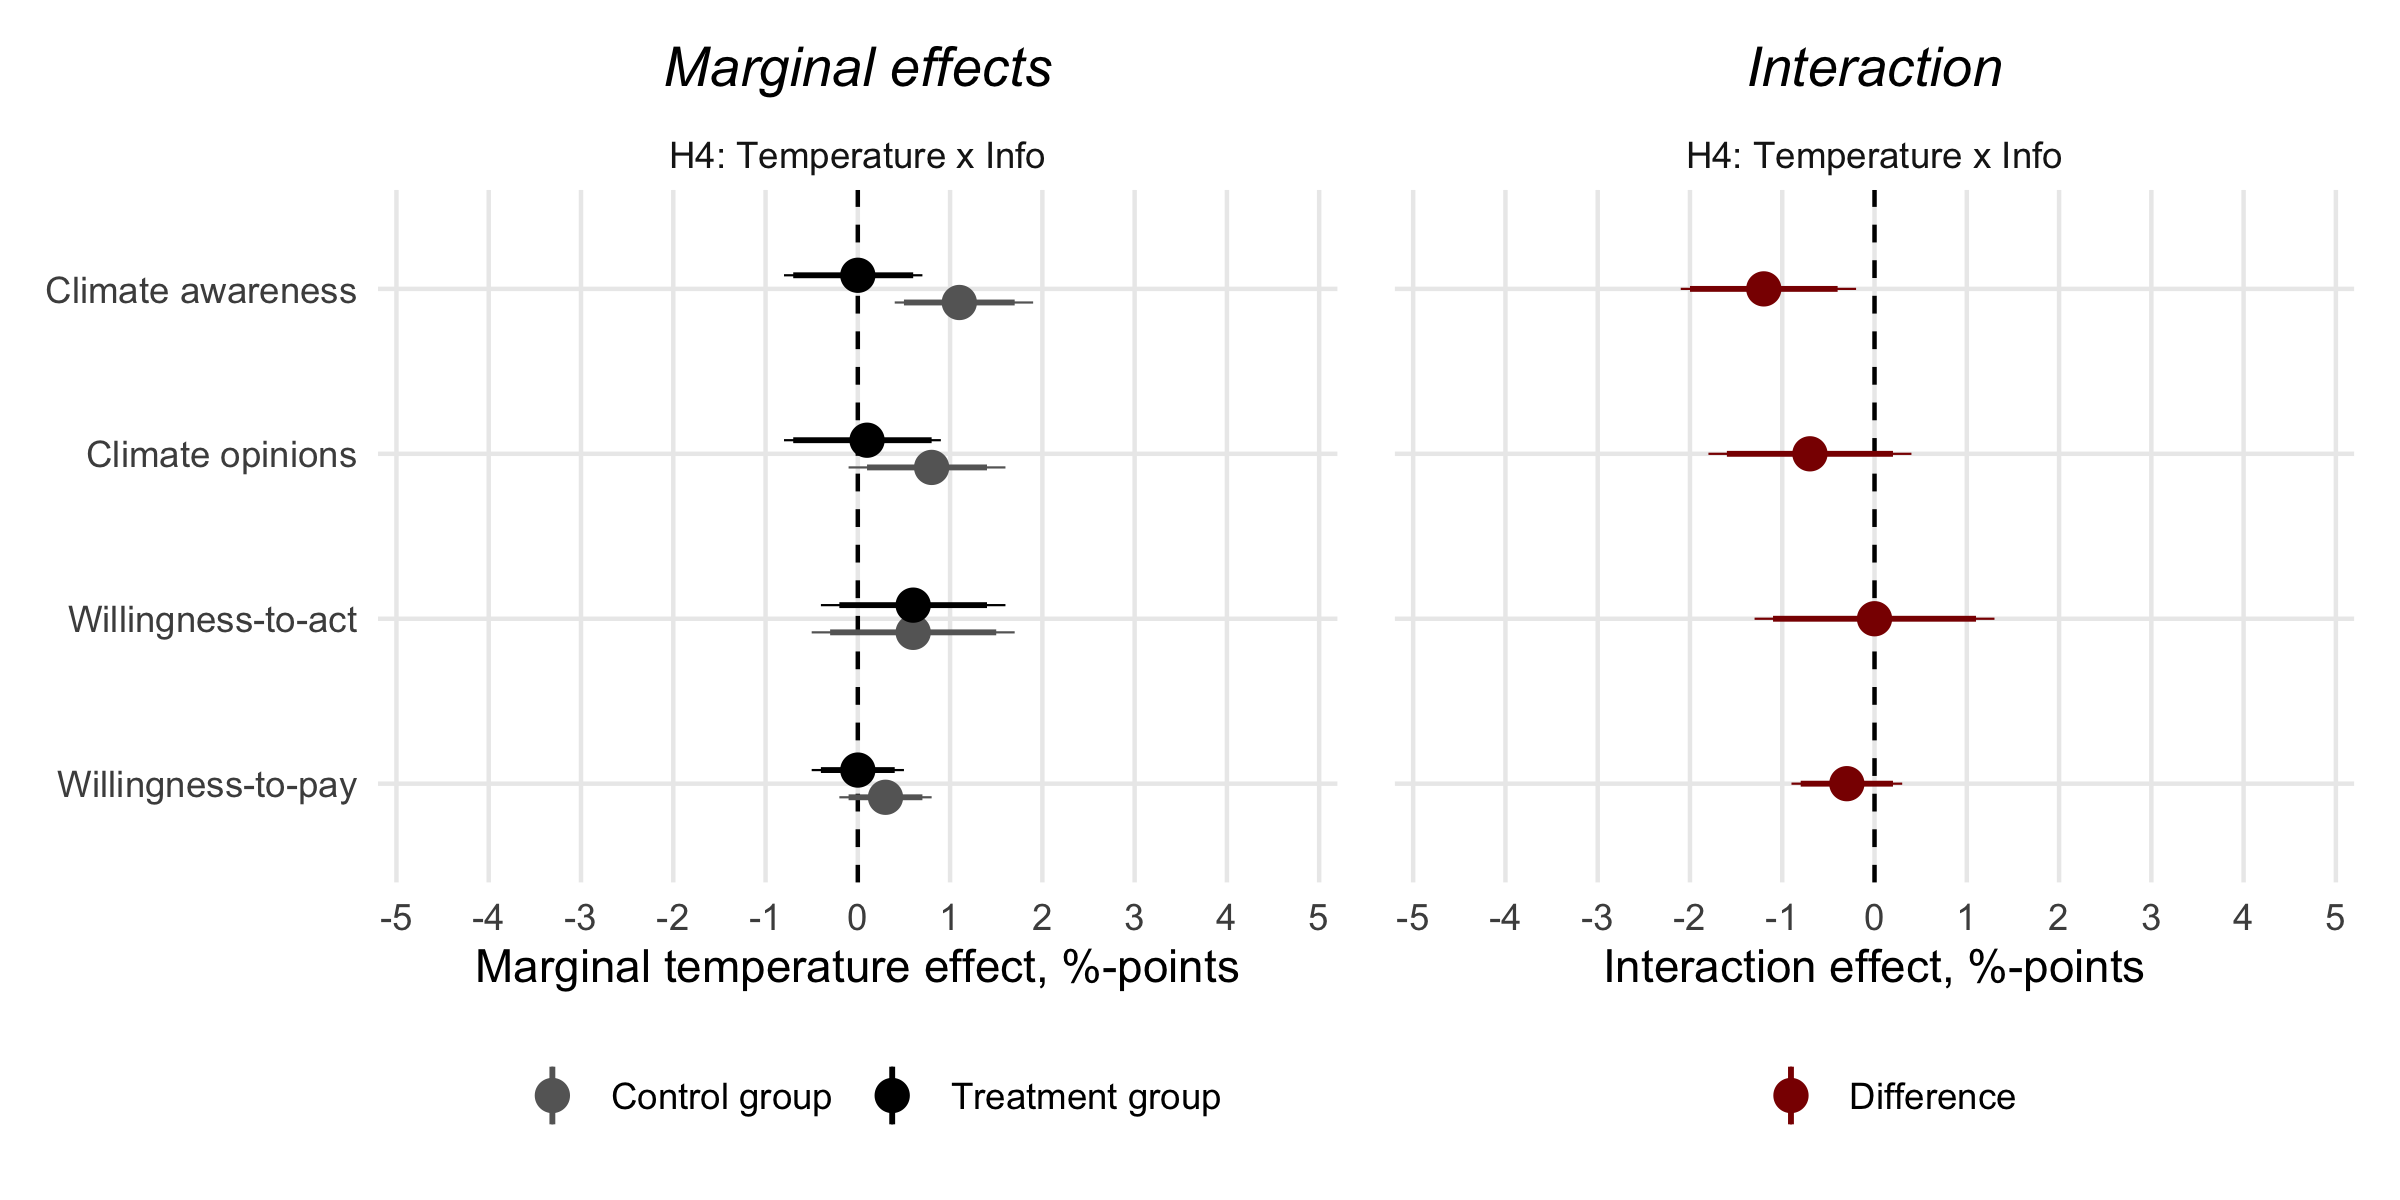 Marginal effects
H4: Temperature x Info
Climate awareness
Climate opinions
Willingness-to-act
Willingness-to-pay
-5 -4 -3 -2 -1 0 1 2 3 4 5
Marginal temperature effect, %-points
Control group Treatment group
Interaction
H4: Temperature x Info
-5 -4 -3 -2 -1 0 1 2 3 4 5
Interaction effect, %-points
Difference